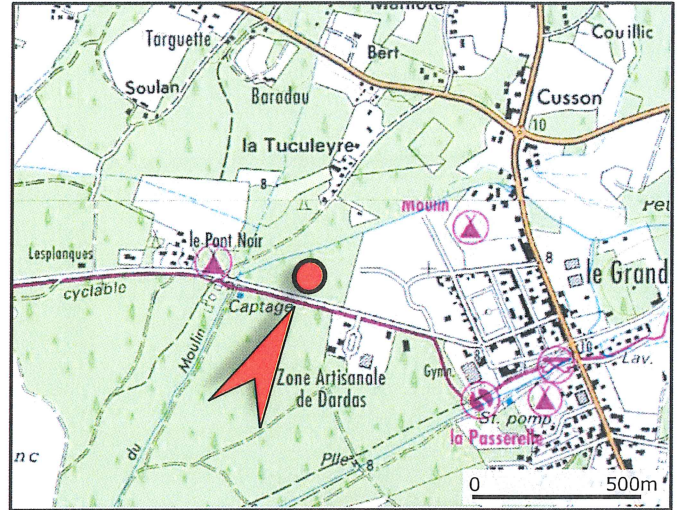 Targuette
Bert
Couillic
Soulan
Baradau
Cusson
10
la Tuculeyre
8
moulin
le Pont Noir
Lesplanques
8
le Grand
cyclable
Captage
Moulin
10
Lav.
Gymn.
Zone Artisanale
de Dardas
St. pomp.
la Passerelle
Plle
8
du
nc
0 500m